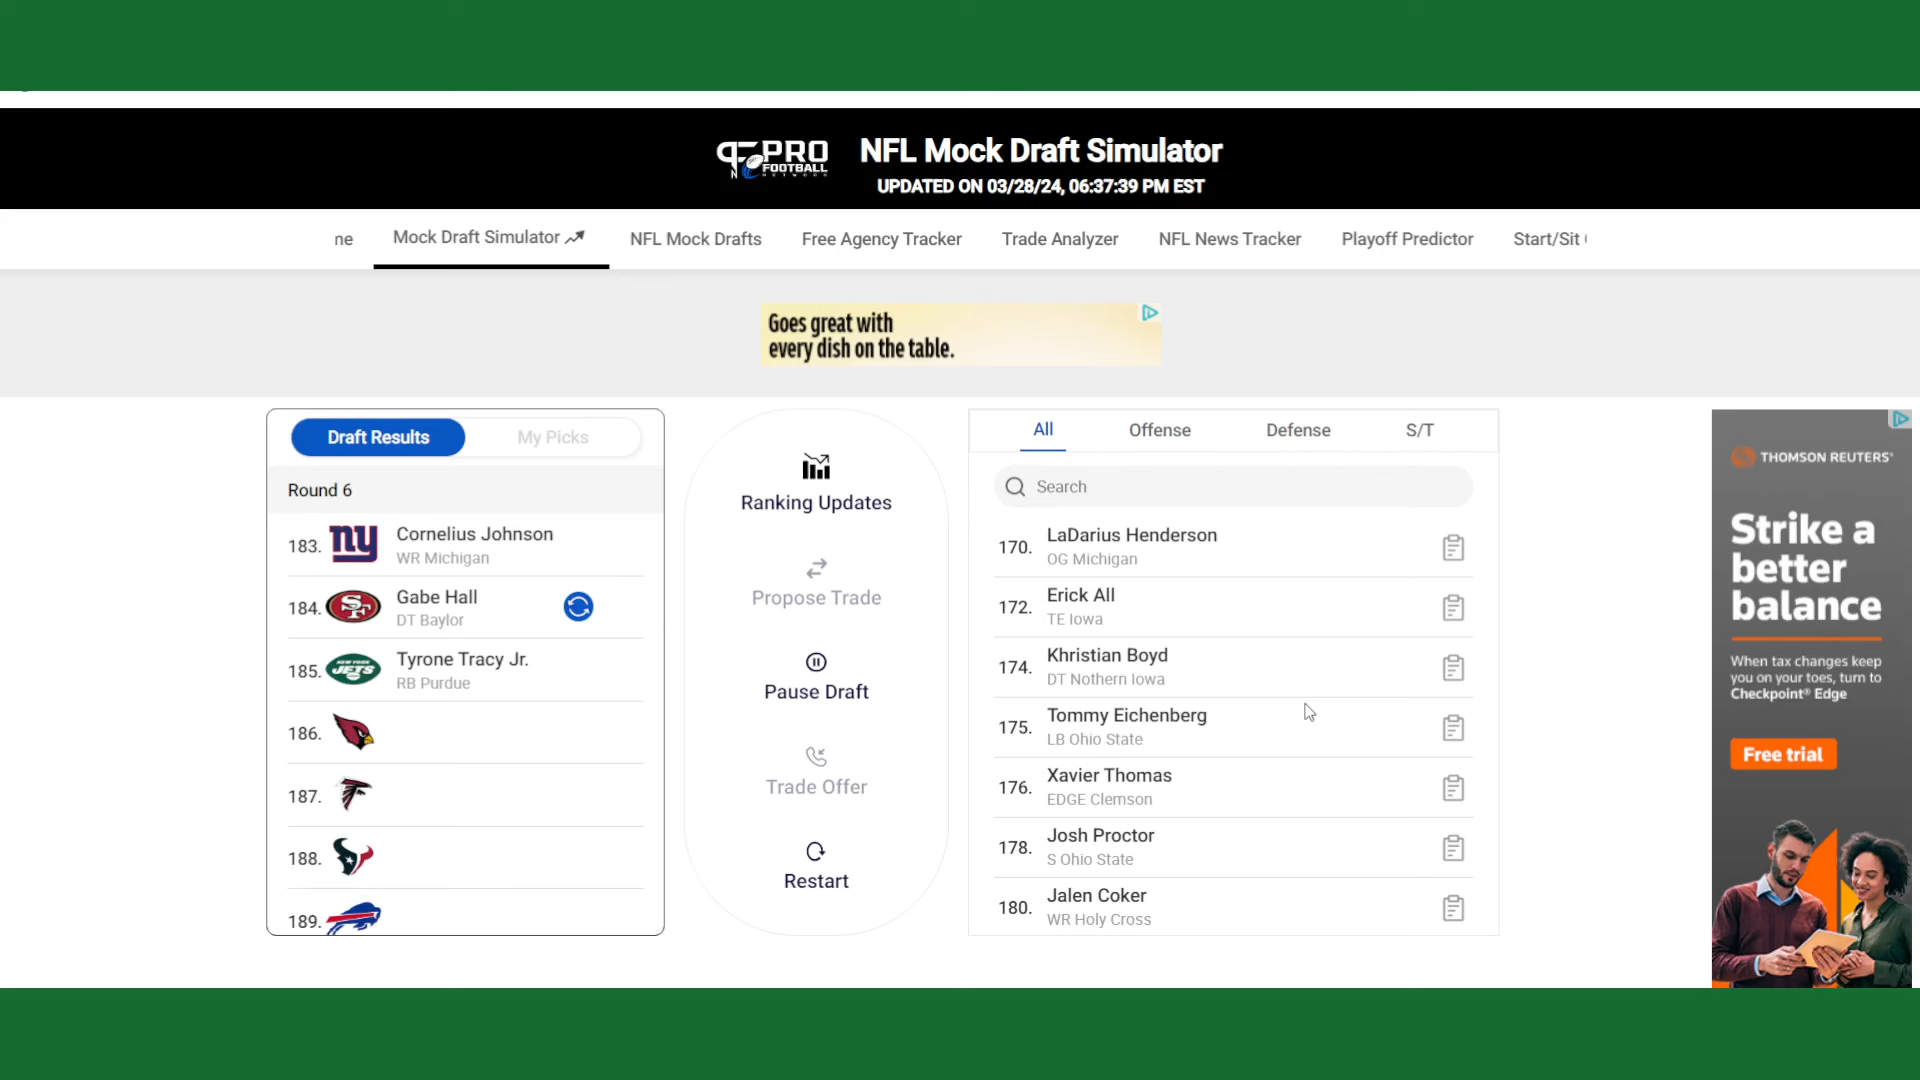 PRO
FOOTBALL
NETWORK
NFL Mock Draft Simulator
UPDATED ON 03/28/24, 06:37:39 PM EST
ne
Mock Draft Simulator
NFL Mock Drafts
Free Agency Tracker
Trade Analyzer
NFL News Tracker
Playoff Predictor
Start/Sit
Goes great with
every dish on the table.
Draft Results
My Picks
Round 6
183.
ny
Cornelius Johnson
WR Michigan
184.
SF
Gabe Hall
DT Baylor
185.
NEW YORK
JETS
Tyrone Tracy Jr.
RB Purdue
186.
187.
188.
189.
Ranking Updates
Propose Trade
Pause Draft
Trade Offer
Restart
All
Offense
Defense
S/T
Search
170.
LaDarius Henderson
OG Michigan
172.
Erick All
TE Iowa
174.
Khristian Boyd
DT Nothern Iowa
175.
Tommy Eichenberg
LB Ohio State
176.
Xavier Thomas
EDGE Clemson
178.
Josh Proctor
S Ohio State
180.
Jalen Coker
WR Holy Cross
THOMSON REUTERS®
Strike a
better
balance
When tax changes keep
you on your toes, turn to
Checkpoint® Edge
Free trial